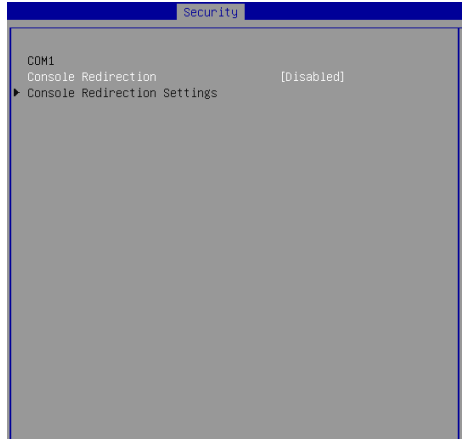 Security
COM1
Console Redirection [Disabled]
Console Redirection Settings